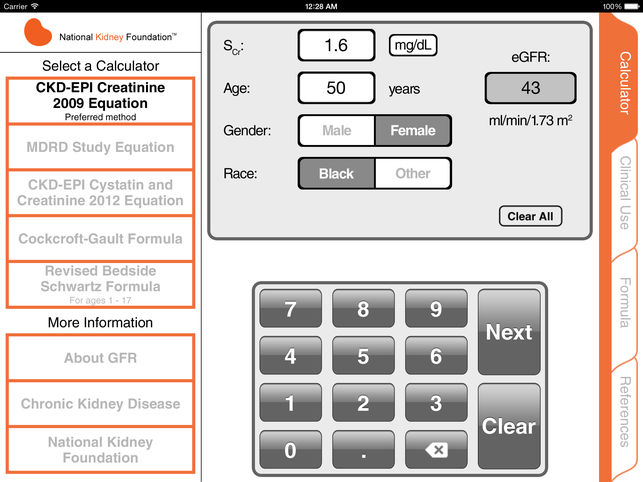 Carrier
12:28 AM
100%
National Kidney Foundation™
Select a Calculator
CKD-EPI Creatinine
2009 Equation
Preferred method
MDRD Study Equation
CKD-EPI Cystatin and
Creatinine 2012 Equation
Cockcroft-Gault Formula
Revised Bedside
Schwartz Formula
For ages 1 - 17
More Information
About GFR
Chronic Kidney Disease
National Kidney
Foundation
SCr: 1.6 mg/dL
Age: 50 years
Gender: Male Female
Race: Black Other
eGFR:
43
ml/min/1.73 m²
Clear All
7 8 9 Next
4 5 6
1 2 3 Clear
0 .
Calculator
Clinical Use
Formula
References